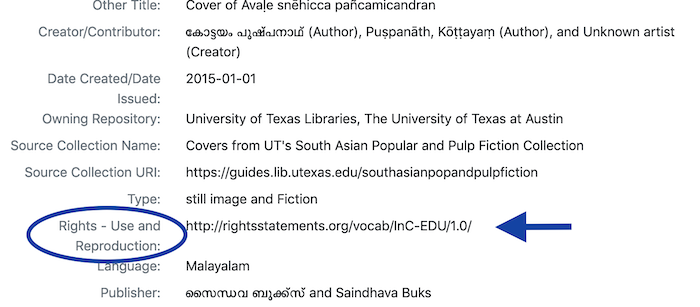 Other Title: Cover of Avaḷe snēhicca pañcamicandran
Creator/Contributor: കോട്ടയം പുഷ്പനാഥ് (Author), Puṣpanāth, Kōṭṭayaṃ (Author), and Unknown artist
(Creator)
Date Created/Date 2015-01-01
Issued:
Owning Repository: University of Texas Libraries, The University of Texas at Austin
Source Collection Name: Covers from UT's South Asian Popular and Pulp Fiction Collection
Source Collection URI: https://guides.lib.utexas.edu/southasianpopandpulpfiction
Type: still image and Fiction
Rights - Use and http://rightsstatements.org/vocab/InC-EDU/1.0/
Reproduction:
Language: Malayalam
Publisher: സൈന്ധവ ബുക്ക്സ് and Saindhava Buks